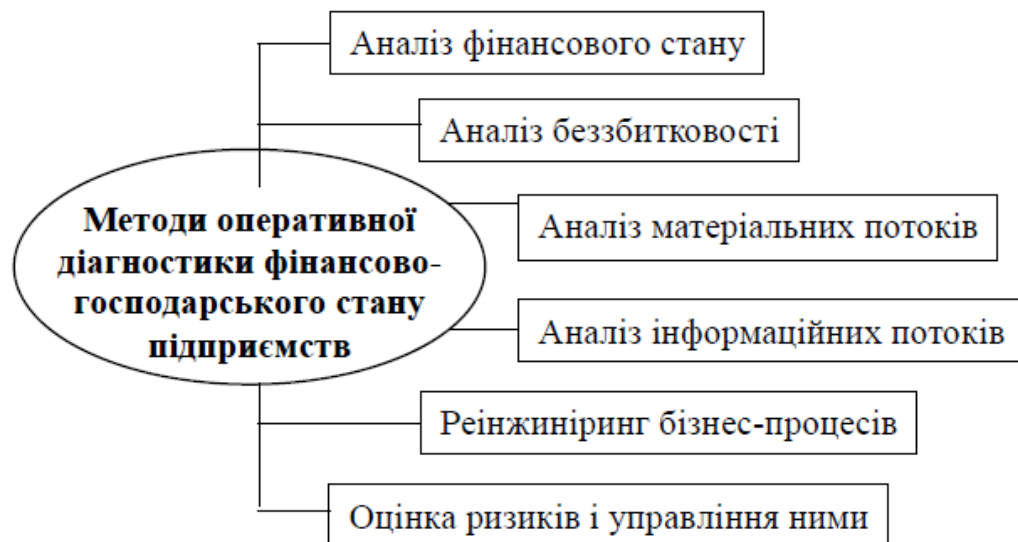 Аналіз фінансового стану
Аналіз беззбитковості
Методи оперативної
діагностики фінансово-
господарського стану
підприємств
Аналіз матеріальних потоків
Аналіз інформаційних потоків
Реінжиніринг бізнес-процесів
Оцінка ризиків і управління ними